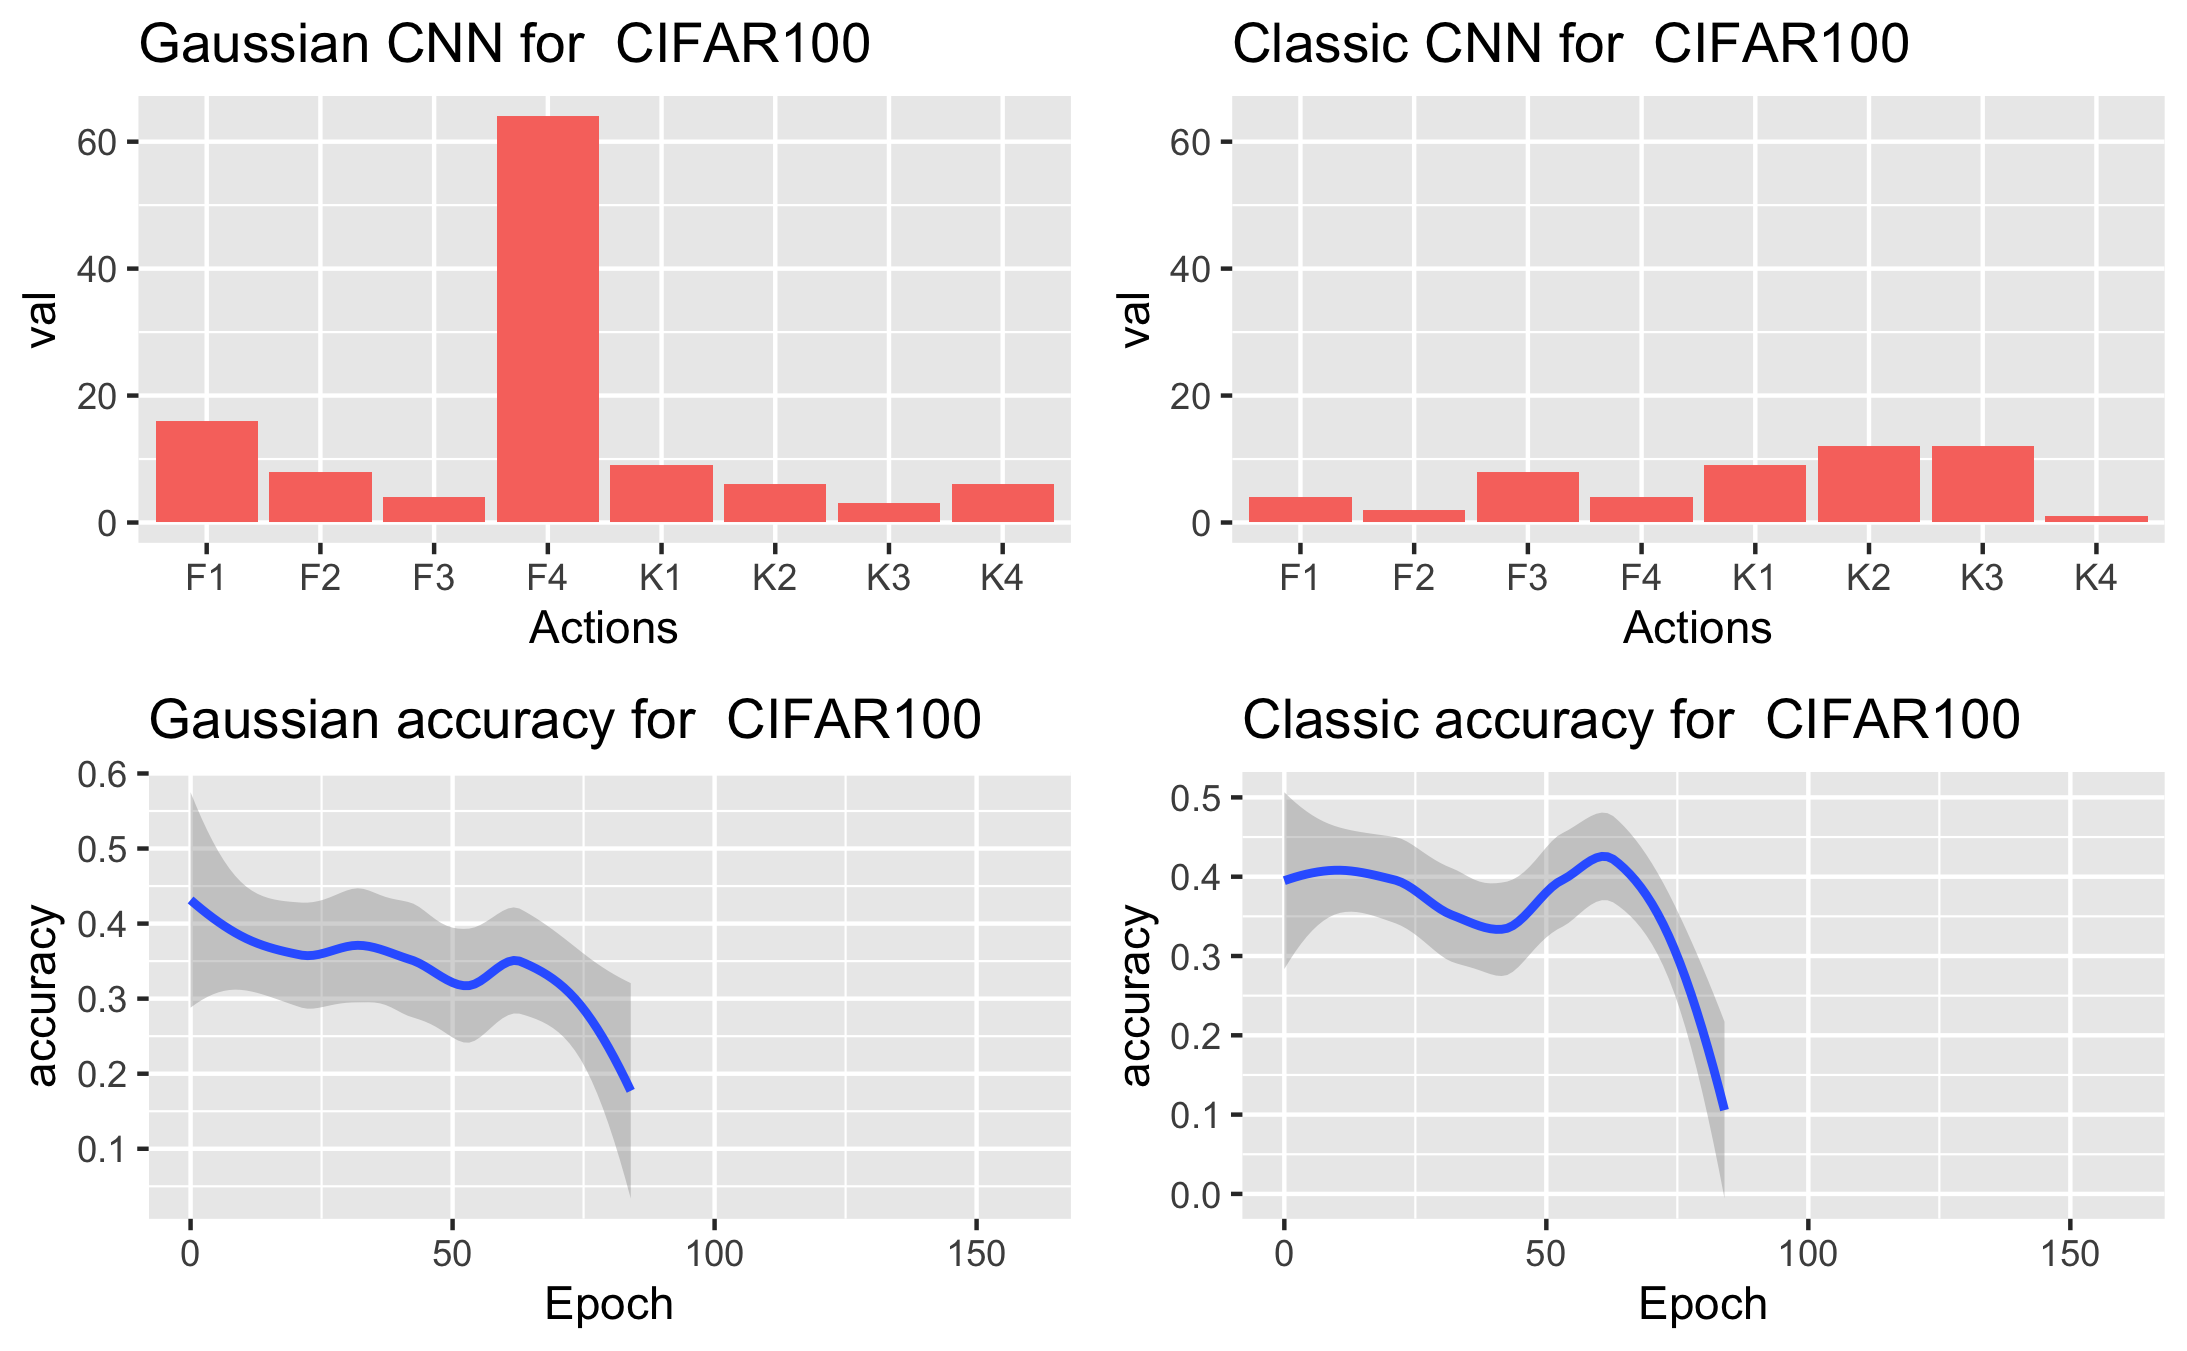 Gaussian CNN for  CIFAR100
60
40
20
0
val
F1 F2 F3 F4 K1 K2 K3 K4
Actions
Classic CNN for  CIFAR100
60
40
20
0
val
F1 F2 F3 F4 K1 K2 K3 K4
Actions
Gaussian accuracy for  CIFAR100
0.6
0.5
0.4
0.3
0.2
0.1
accuracy
0 50 100 150
Epoch
Classic accuracy for  CIFAR100
0.5
0.4
0.3
0.2
0.1
0.0
accuracy
0 50 100 150
Epoch